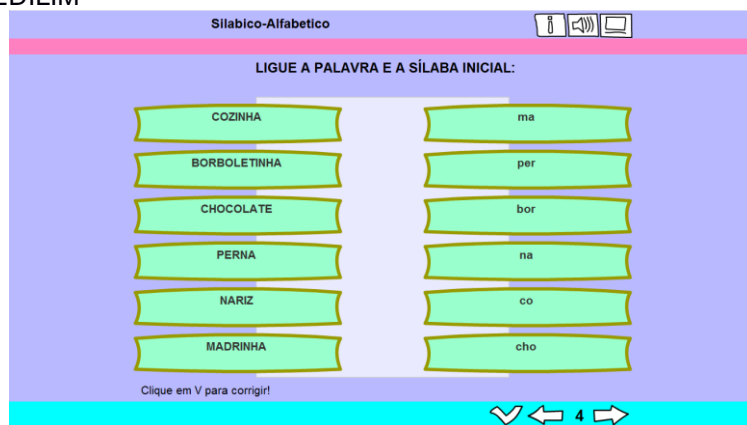 EDILIM
Silabico-Alfabetico
LIGUE A PALAVRA E A SÍLABA INICIAL:
COZINHA ma
BORBOLETINHA per
CHOCOLATE bor
PERNA na
NARIZ co
MADRINHA cho
Clique em V para corrigir!
4